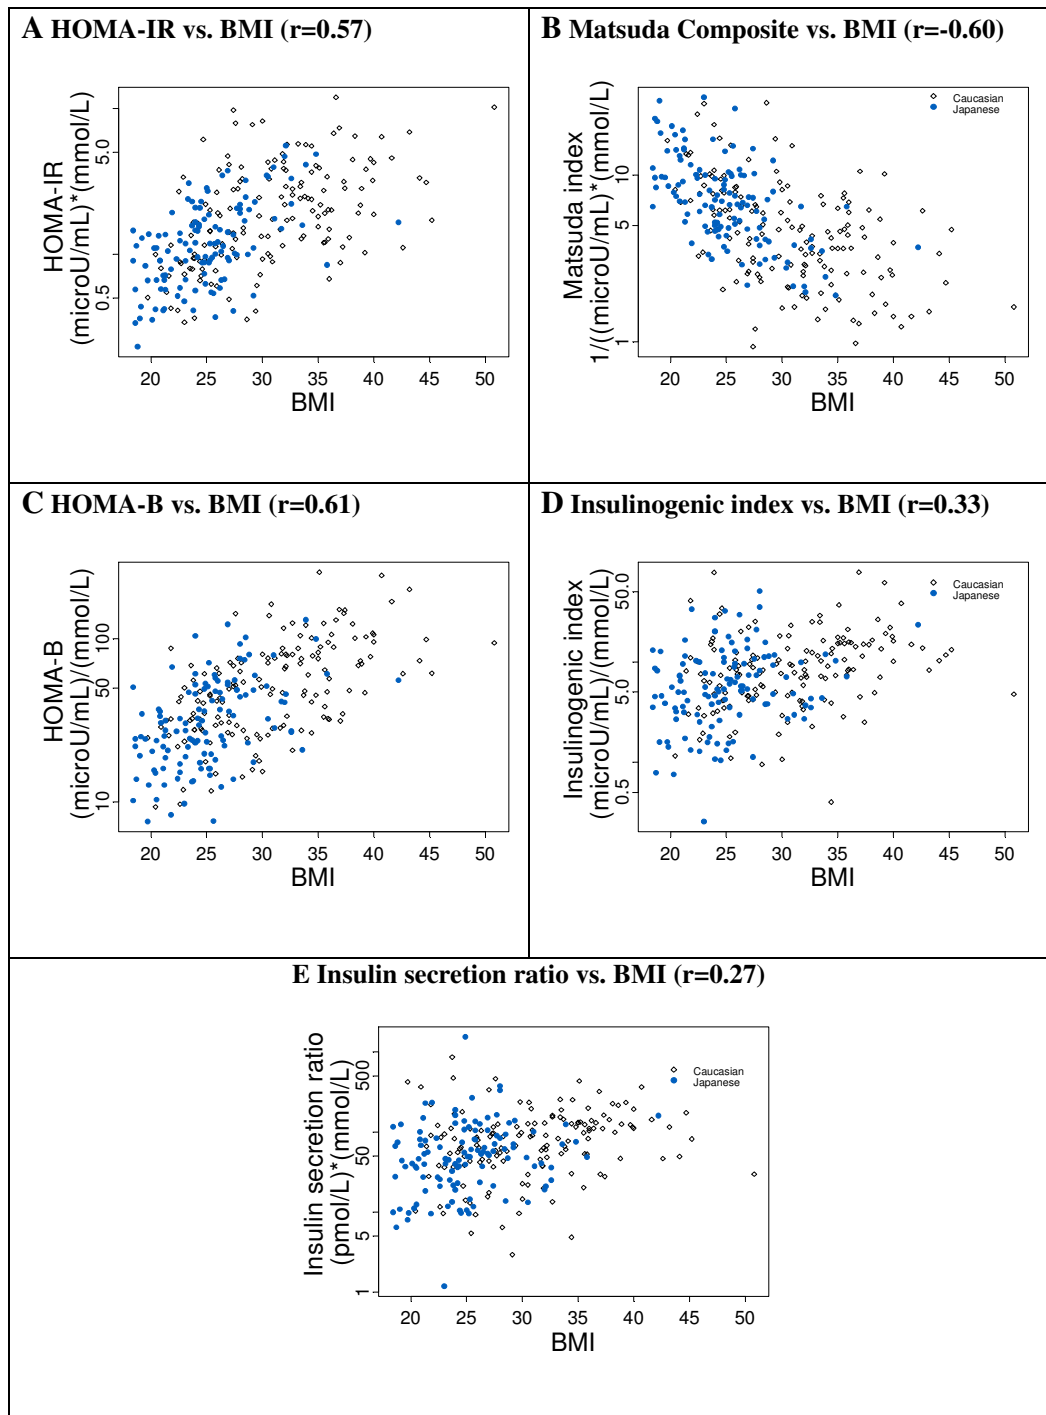 A HOMA-IR vs. BMI (r=0.57)
HOMA-IR
(microU/mL)*(mmol/L)
5.0
0.5
20 25 30 35 40 45 50
BMI
B Matsuda Composite vs. BMI (r=-0.60)
Matsuda index
1/((microU/mL)*(mmol/L)
10
5
1
Caucasian
Japanese
20 25 30 35 40 45 50
BMI
C HOMA-B vs. BMI (r=0.61)
HOMA-B
(microU/mL)/(mmol/L)
100
50
10
20 25 30 35 40 45 50
BMI
D Insulinogenic index vs. BMI (r=0.33)
Insulinogenic index
(microU/mL)/(mmol/L)
50.0
5.0
0.5
Caucasian
Japanese
20 25 30 35 40 45 50
BMI
E Insulin secretion ratio vs. BMI (r=0.27)
Insulin secretion ratio
(pmol/L)*(mmol/L)
500
50
5
1
Caucasian
Japanese
20 25 30 35 40 45 50
BMI